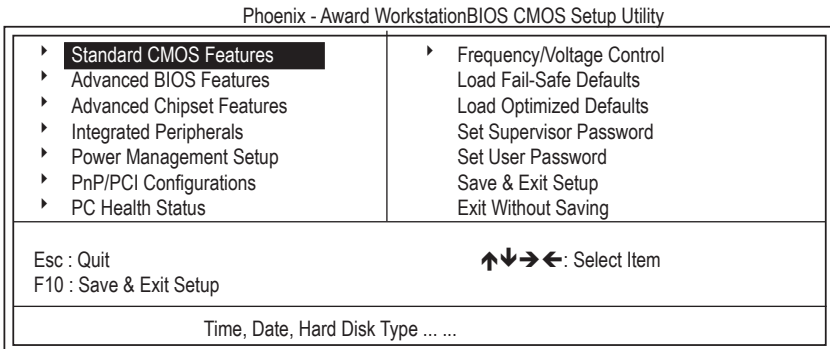 Phoenix - Award WorkstationBIOS CMOS Setup Utility
‣ Standard CMOS Features
‣ Advanced BIOS Features
‣ Advanced Chipset Features
‣ Integrated Peripherals
‣ Power Management Setup
‣ PnP/PCI Configurations
‣ PC Health Status
‣ Frequency/Voltage Control
Load Fail-Safe Defaults
Load Optimized Defaults
Set Supervisor Password
Set User Password
Save & Exit Setup
Exit Without Saving
Esc : Quit
F10 : Save & Exit Setup
↑↓→←: Select Item
Time, Date, Hard Disk Type ... ...